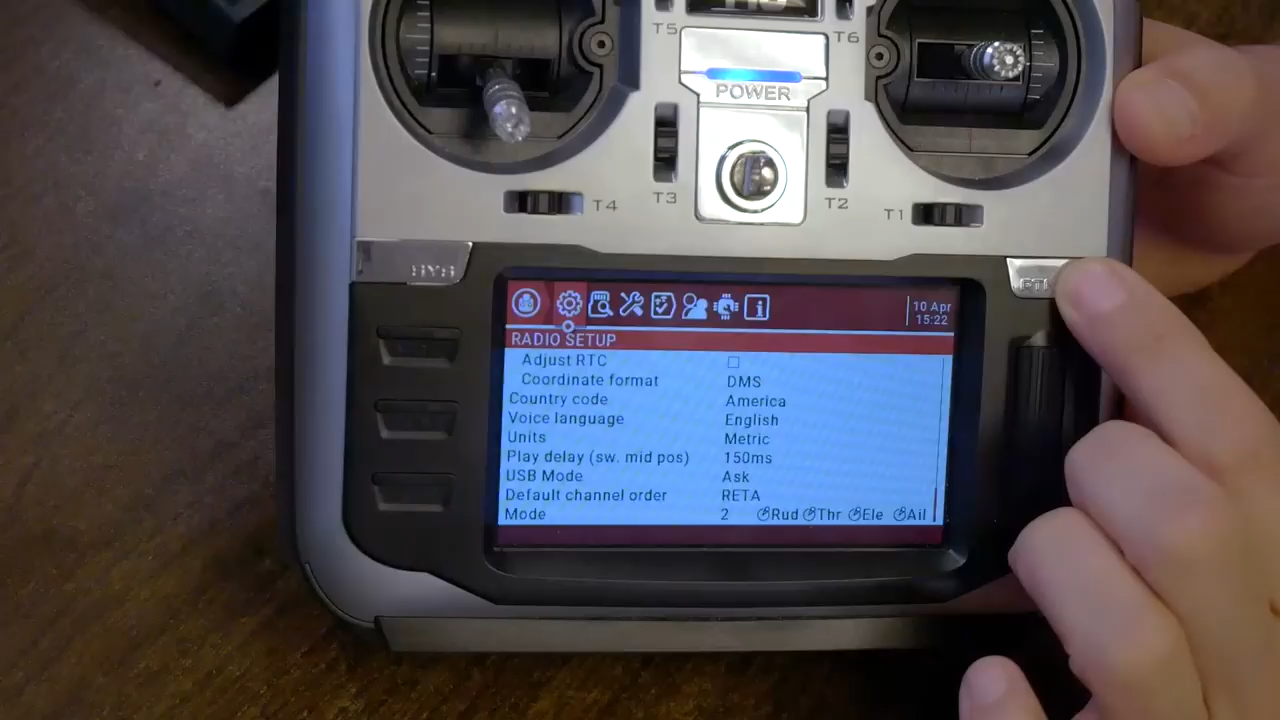 T5
T6
POWER
T3
T2
T4
T1
SYS
10 Apr
15:22
RADIO SETUP
Adjust RTC
Coordinate format DMS
Country code America
Voice language English
Units Metric
Play delay (sw. mid pos) 150ms
USB Mode Ask
Default channel order RETA
Mode 2 Rud Thr Ele Ail